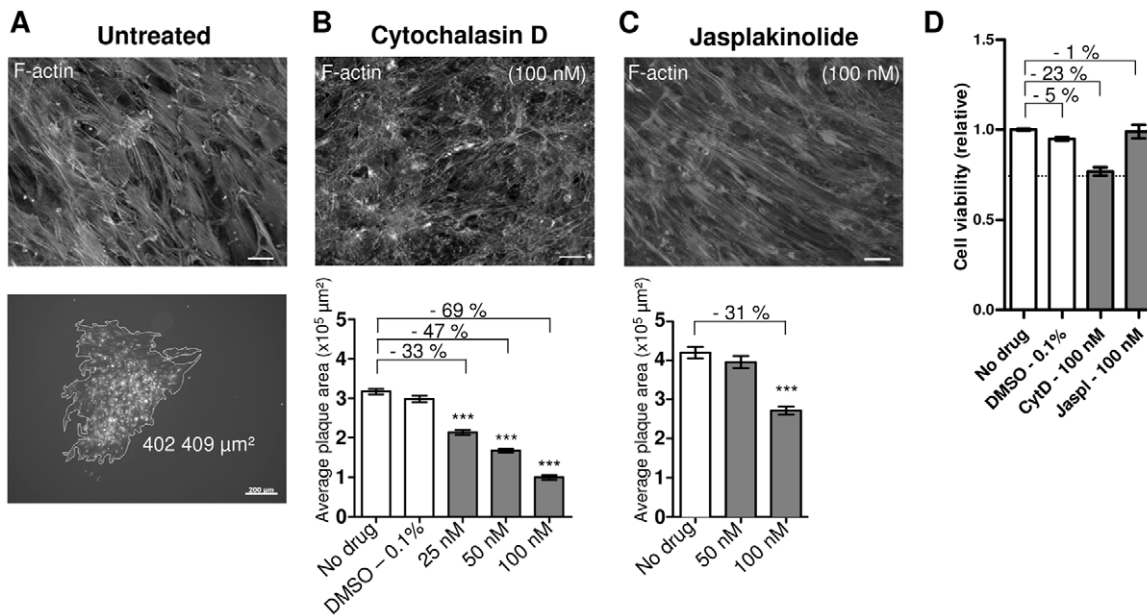 A
Untreated
F-actin
402 409 µm²
200 µm
B
Cytochalasin D
F-actin
(100 nM)
Average plaque area (x10⁵ µm²)
5
4
3
2
1
0
- 69 %
- 47 %
- 33 %
***
***
***
No drug
DMSO – 0.1%
25 nM
50 nM
100 nM
C
Jasplakinolide
F-actin
(100 nM)
Average plaque area (x10⁵ µm²)
5
4
3
2
1
0
- 31 %
***
No drug
50 nM
100 nM
D
Cell viability (relative)
1.5
1.0
0.5
0.0
- 1 %
- 23 %
- 5 %
No drug
DMSO - 0.1%
CytD - 100 nM
Jaspl - 100 nM